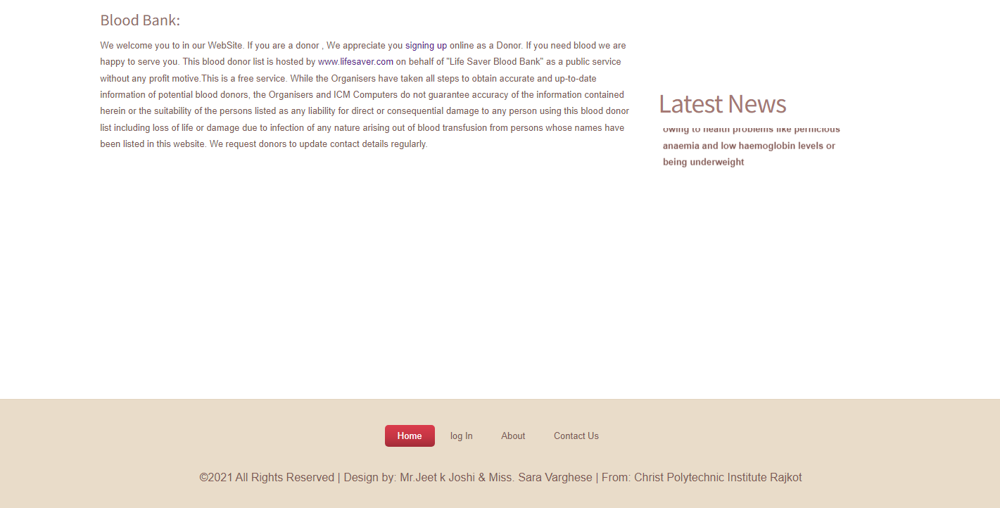 Blood Bank:
We welcome you to in our WebSite. If you are a donor , We appreciate you signing up online as a Donor. If you need blood we are
happy to serve you. This blood donor list is hosted by www.lifesaver.com on behalf of "Life Saver Blood Bank" as a public service
without any profit motive.This is a free service. While the Organisers have taken all steps to obtain accurate and up-to-date
information of potential blood donors, the Organisers and ICM Computers do not guarantee accuracy of the information contained
herein or the suitability of the persons listed as any liability for direct or consequential damage to any person using this blood donor
list including loss of life or damage due to infection of any nature arising out of blood transfusion from persons whose names have
been listed in this website. We request donors to update contact details regularly.
Latest News
owing to health problems like pernicious
anaemia and low haemoglobin levels or
being underweight
Home log In About Contact Us
©2021 All Rights Reserved | Design by: Mr.Jeet k Joshi & Miss. Sara Varghese | From: Christ Polytechnic Institute Rajkot